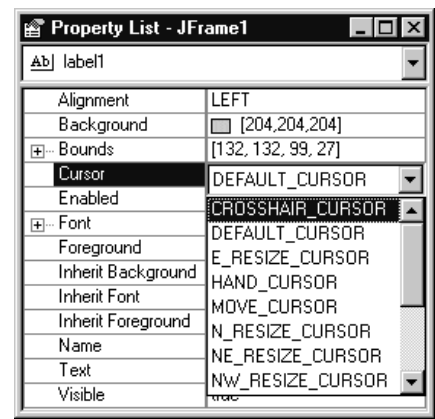 Property List - JFrame1
Ab label1
Alignment LEFT
Background [204,204,204]
Bounds [132, 132, 99, 27]
Cursor DEFAULT_CURSOR
Enabled CROSSHAIR_CURSOR
Font DEFAULT_CURSOR
Foreground E_RESIZE_CURSOR
Inherit Background HAND_CURSOR
Inherit Font MOVE_CURSOR
Inherit Foreground N_RESIZE_CURSOR
Name NE_RESIZE_CURSOR
Text NW_RESIZE_CURSOR
Visible